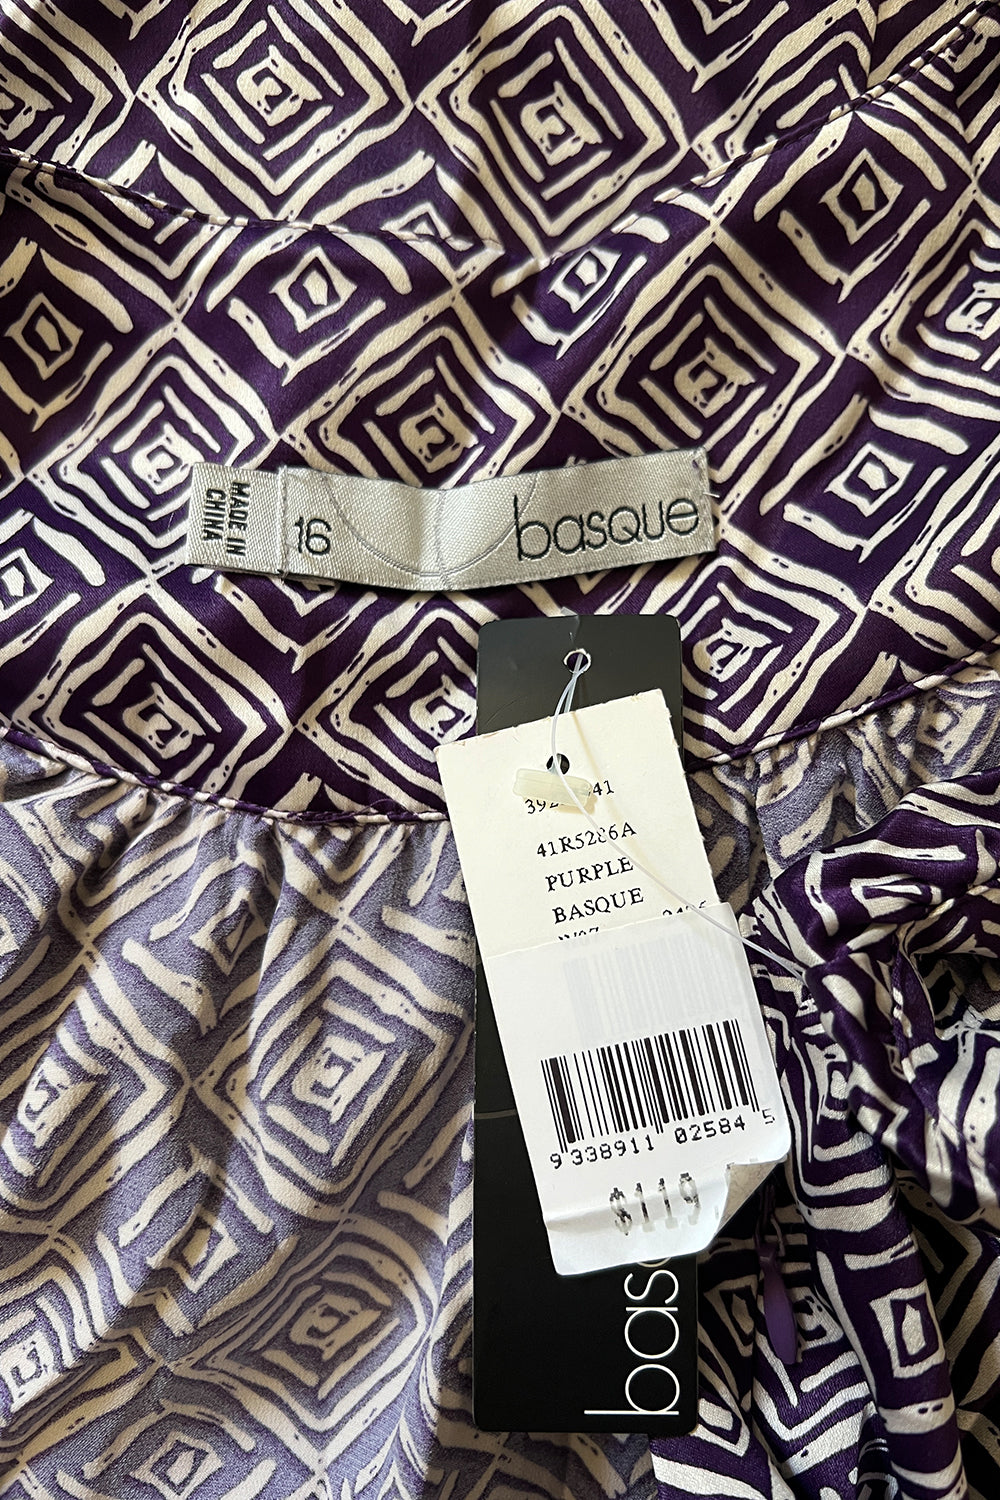 MADE IN
CHINA
16
basque
41R5286A
PURPLE
BASQUE
9 338911 02584 5
$119
bas